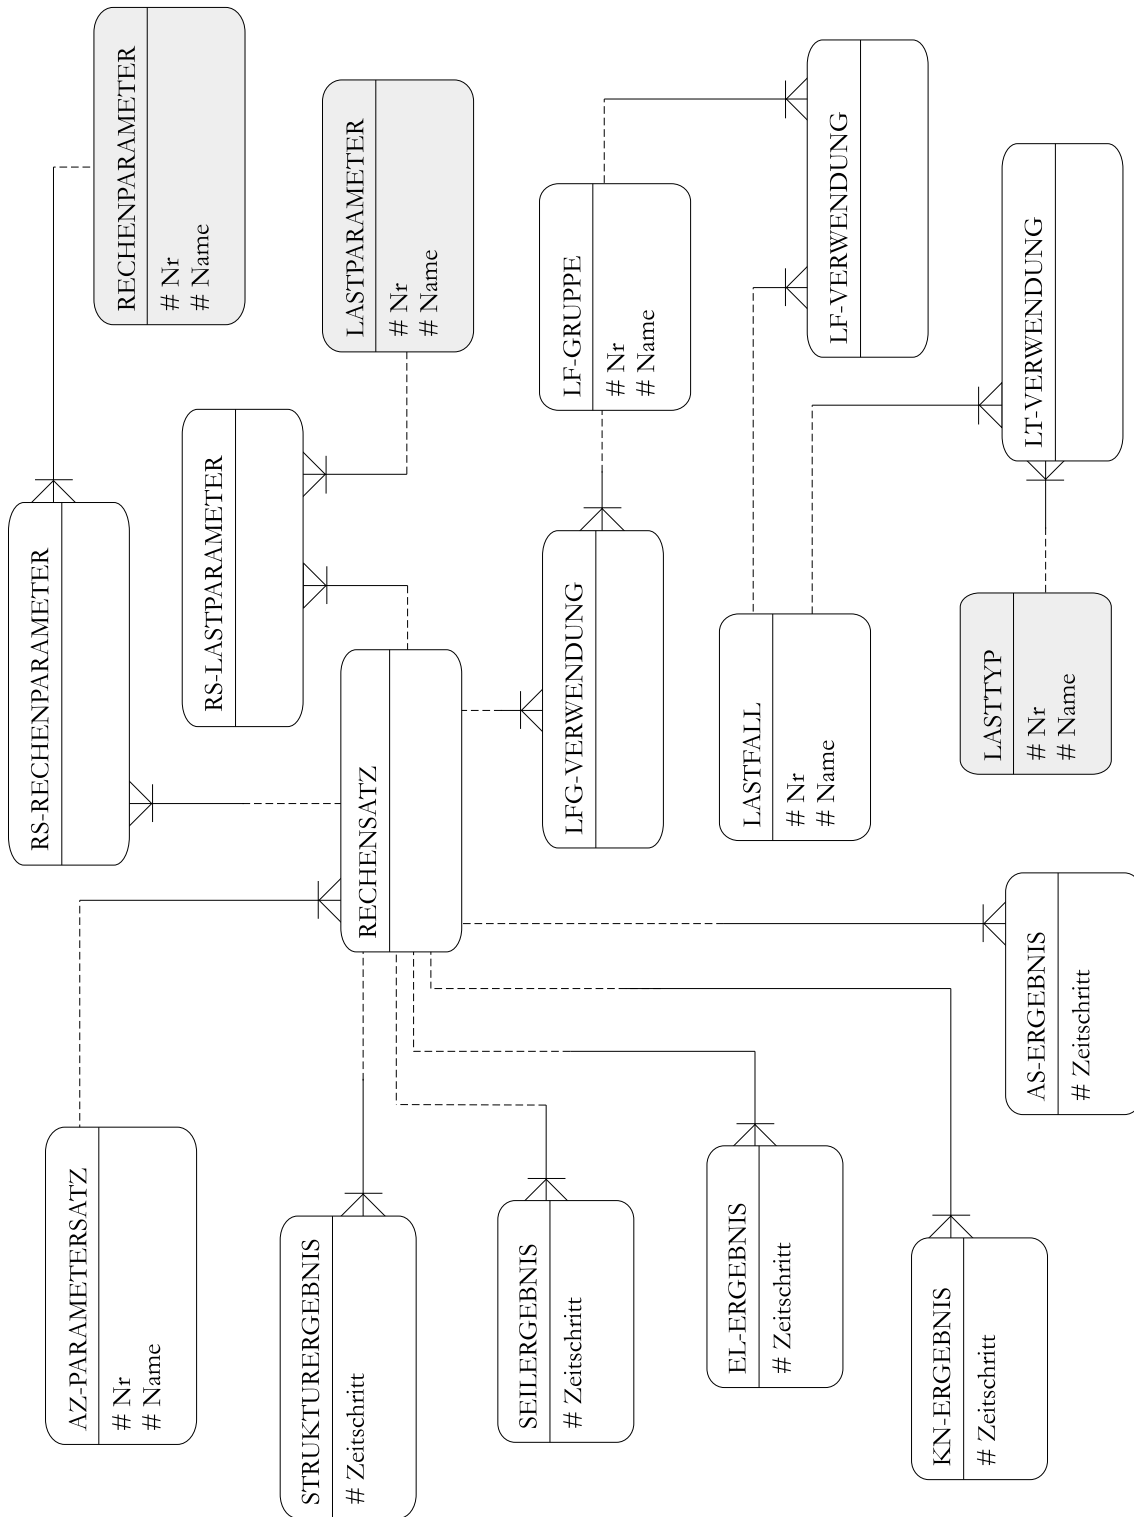 RECHENPARAMETER
# Nr
# Name
LASTPARAMETER
# Nr
# Name
LF-GRUPPE
# Nr
# Name
LF-VERWENDUNG
LT-VERWENDUNG
RS-RECHENPARAMETER
RS-LASTPARAMETER
RECHENSATZ
LFG-VERWENDUNG
LASTFALL
# Nr
# Name
LASTTYP
# Nr
# Name
AZ-PARAMETERSATZ
# Nr
# Name
STRUKTURERGEBNIS
# Zeitschritt
SEILERGEBNIS
# Zeitschritt
EL-ERGEBNIS
# Zeitschritt
KN-ERGEBNIS
# Zeitschritt
AS-ERGEBNIS
# Zeitschritt